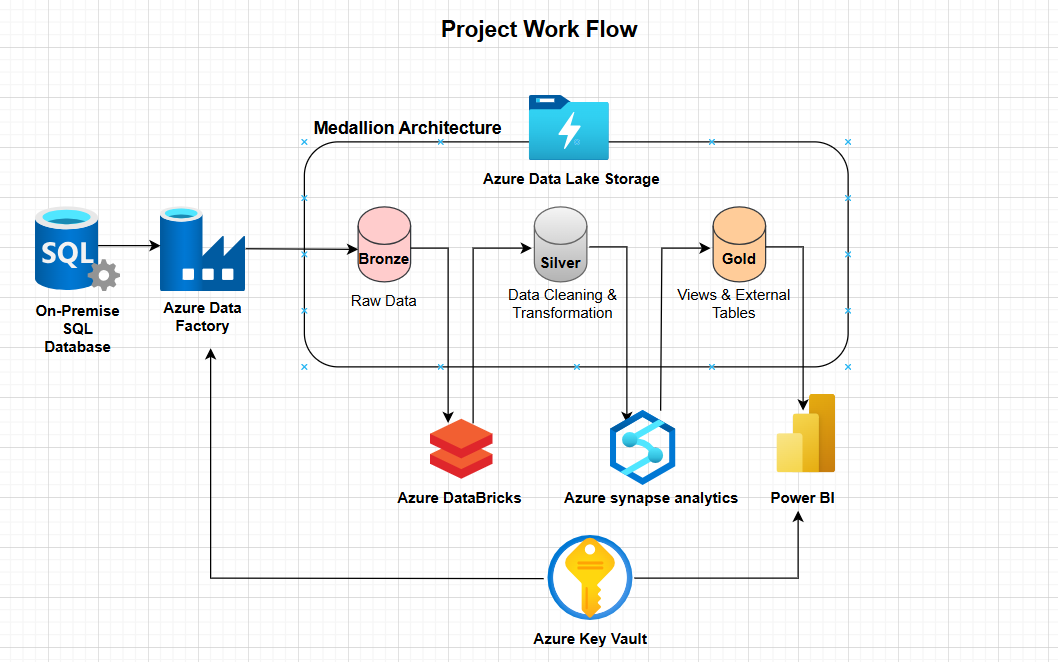 Project Work Flow
Medallion Architecture
Azure Data Lake Storage
SQL
On-Premise
SQL
Database
Azure Data
Factory
Bronze
Raw Data
Silver
Data Cleaning &
Transformation
Gold
Views & External
Tables
Azure DataBricks
Azure synapse analytics
Power BI
Azure Key Vault